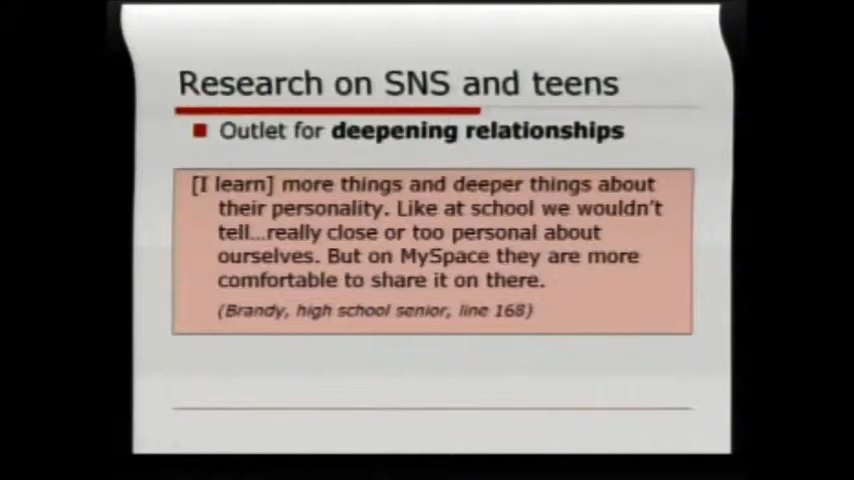 Research on SNS and teens
Outlet for deepening relationships
[I learn] more things and deeper things about
their personality. Like at school we wouldn't
tell...really close or too personal about
ourselves. But on MySpace they are more
comfortable to share it on there.
(Brandy, high school senior, line 168)